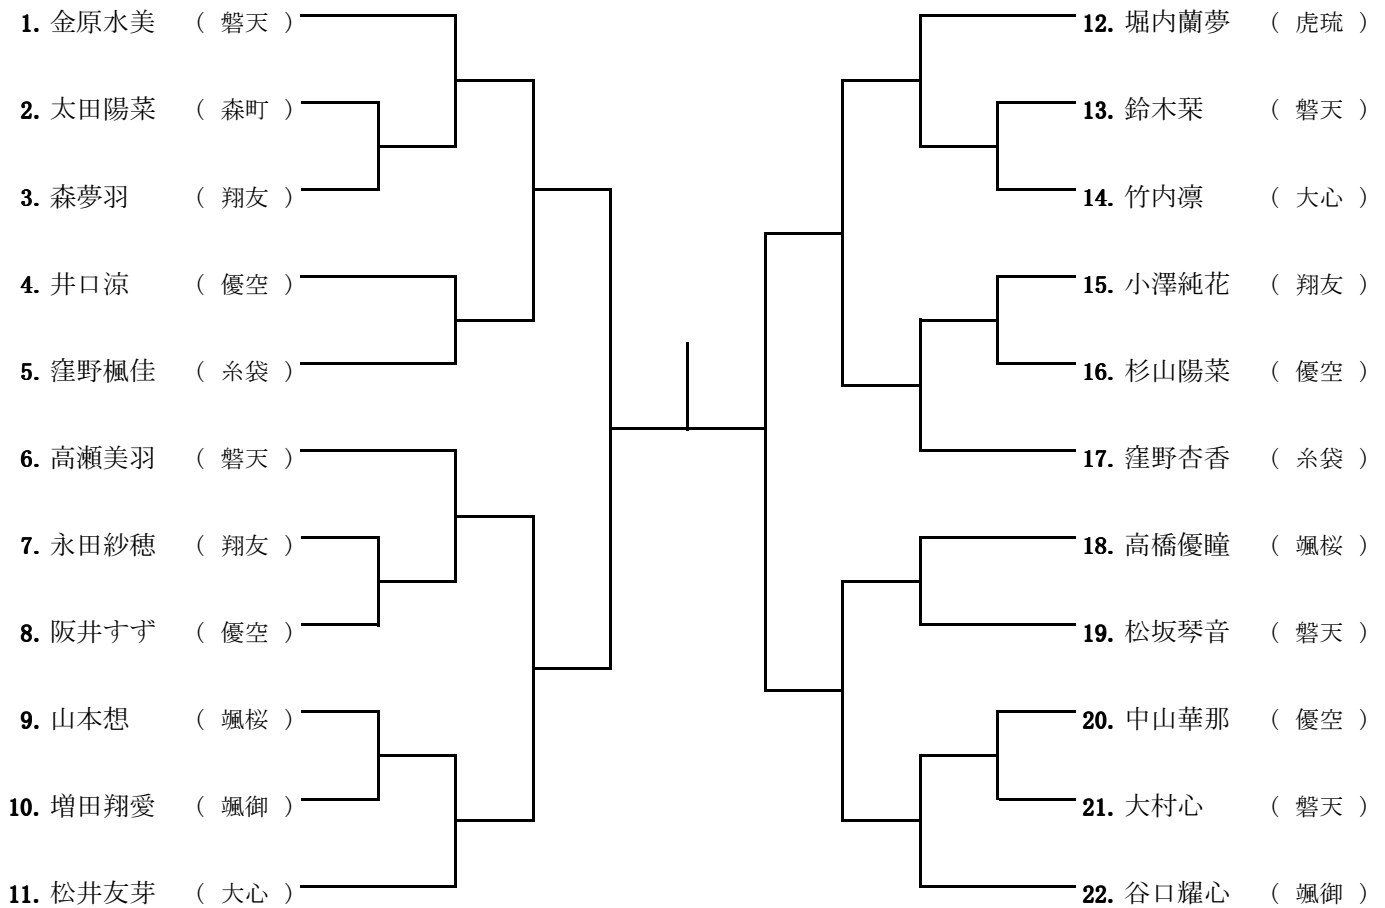 1. 金原水美 （ 磐天 ）
2. 太田陽菜 （ 森町 ）
3. 森夢羽 （ 翔友 ）
4. 井口涼 （ 優空 ）
5. 窪野楓佳 （ 糸袋 ）
6. 高瀬美羽 （ 磐天 ）
7. 永田紗穂 （ 翔友 ）
8. 阪井すず （ 優空 ）
9. 山本想 （ 颯桜 ）
10. 増田翔愛 （ 颯御 ）
11. 松井友芽 （ 大心 ）
12. 堀内蘭夢 （ 虎琉 ）
13. 鈴木栞 （ 磐天 ）
14. 竹内凛 （ 大心 ）
15. 小澤純花 （ 翔友 ）
16. 杉山陽菜 （ 優空 ）
17. 窪野杏香 （ 糸袋 ）
18. 高橋優瞳 （ 颯桜 ）
19. 松坂琴音 （ 磐天 ）
20. 中山華那 （ 優空 ）
21. 大村心 （ 磐天 ）
22. 谷口耀心 （ 颯御 ）